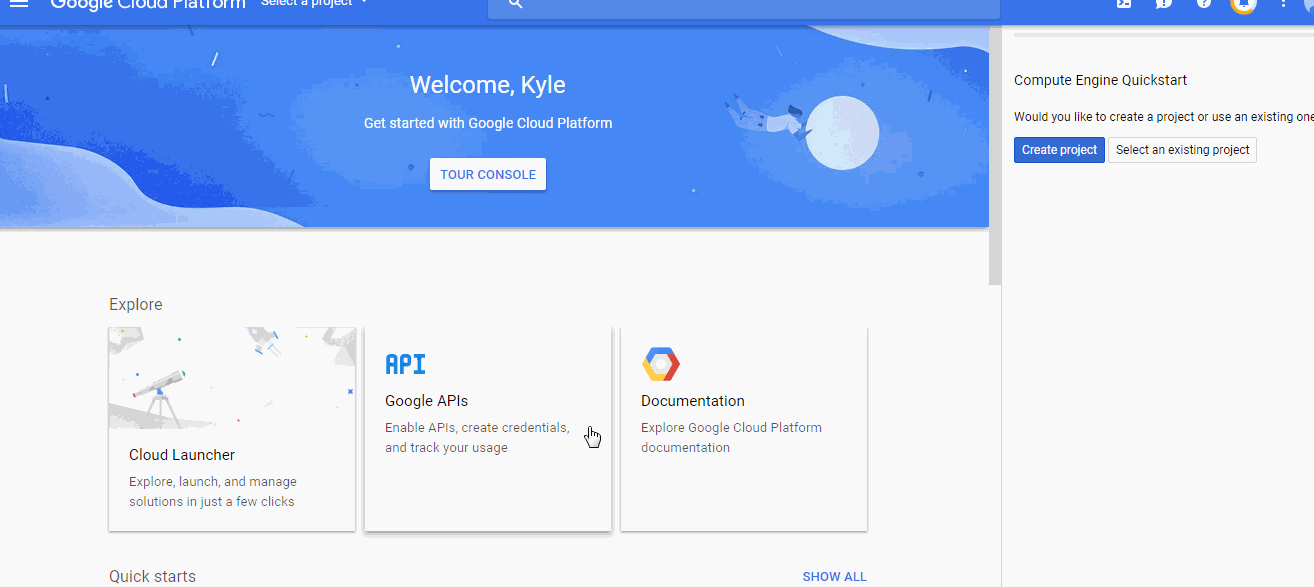 Google Cloud Platform Select a project
Welcome, Kyle
Get started with Google Cloud Platform
TOUR CONSOLE
Compute Engine Quickstart
Would you like to create a project or use an existing one
Create project Select an existing project
Explore
Cloud Launcher
Explore, launch, and manage
solutions in just a few clicks
API
Google APIs
Enable APIs, create credentials,
and track your usage
Documentation
Explore Google Cloud Platform
documentation
Quick starts
SHOW ALL